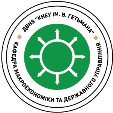 ДВНЗ "КНЕУ ІМ. В. ГЕТЬМАНА"
КАФЕДРА МАКРОЕКОНОМІКИ ТА ДЕРЖАВНОГО УПРАВЛІННЯ